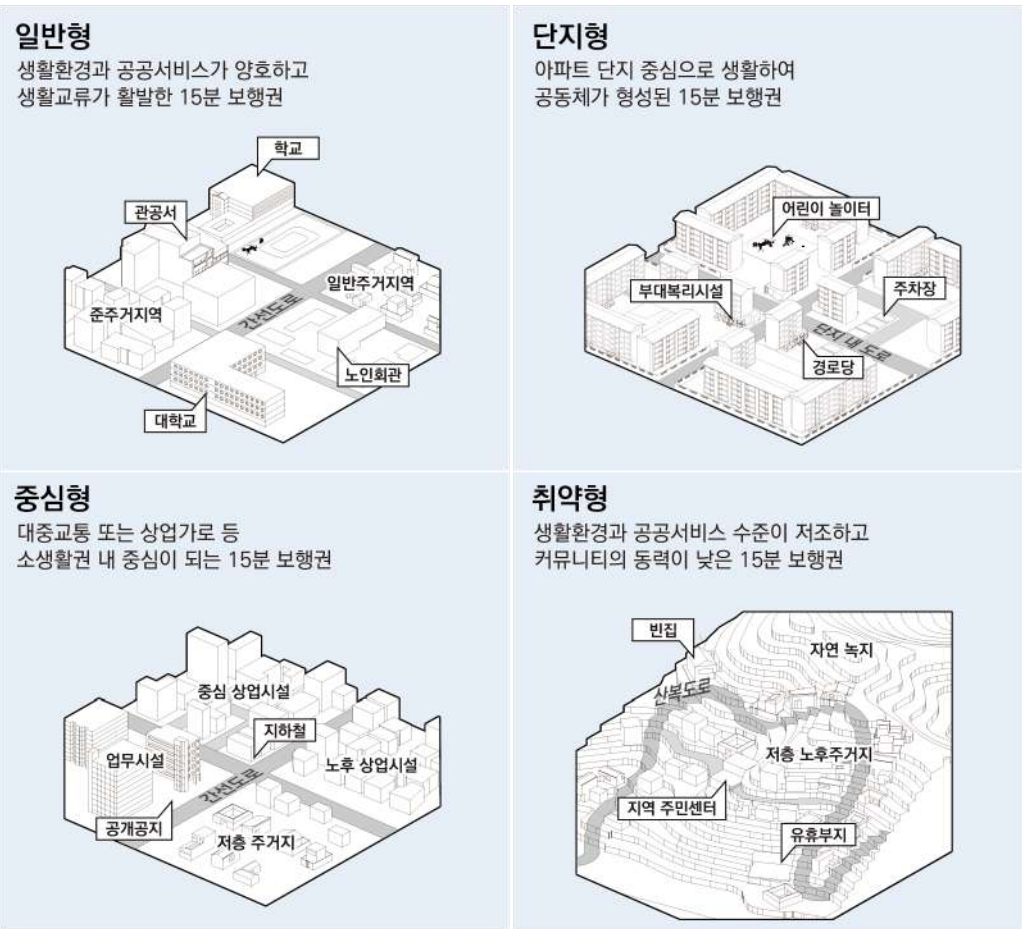 일반형
생활환경과 공공서비스가 양호하고
생활교류가 활발한 15분 보행권
학교
관공서
일반주거지역
준주거지역
간선도로
노인회관
대학교
단지형
아파트 단지 중심으로 생활하여
공동체가 형성된 15분 보행권
어린이 놀이터
부대복리시설
주차장
단지 내 도로
경로당
중심형
대중교통 또는 상업가로 등
소생활권 내 중심이 되는 15분 보행권
중심 상업시설
지하철
업무시설
노후 상업시설
간선도로
공개공지
저층 주거지
취약형
생활환경과 공공서비스 수준이 저조하고
커뮤니티의 동력이 낮은 15분 보행권
빈집
자연 녹지
산복도로
저층 노후주거지
지역 주민센터
유휴부지